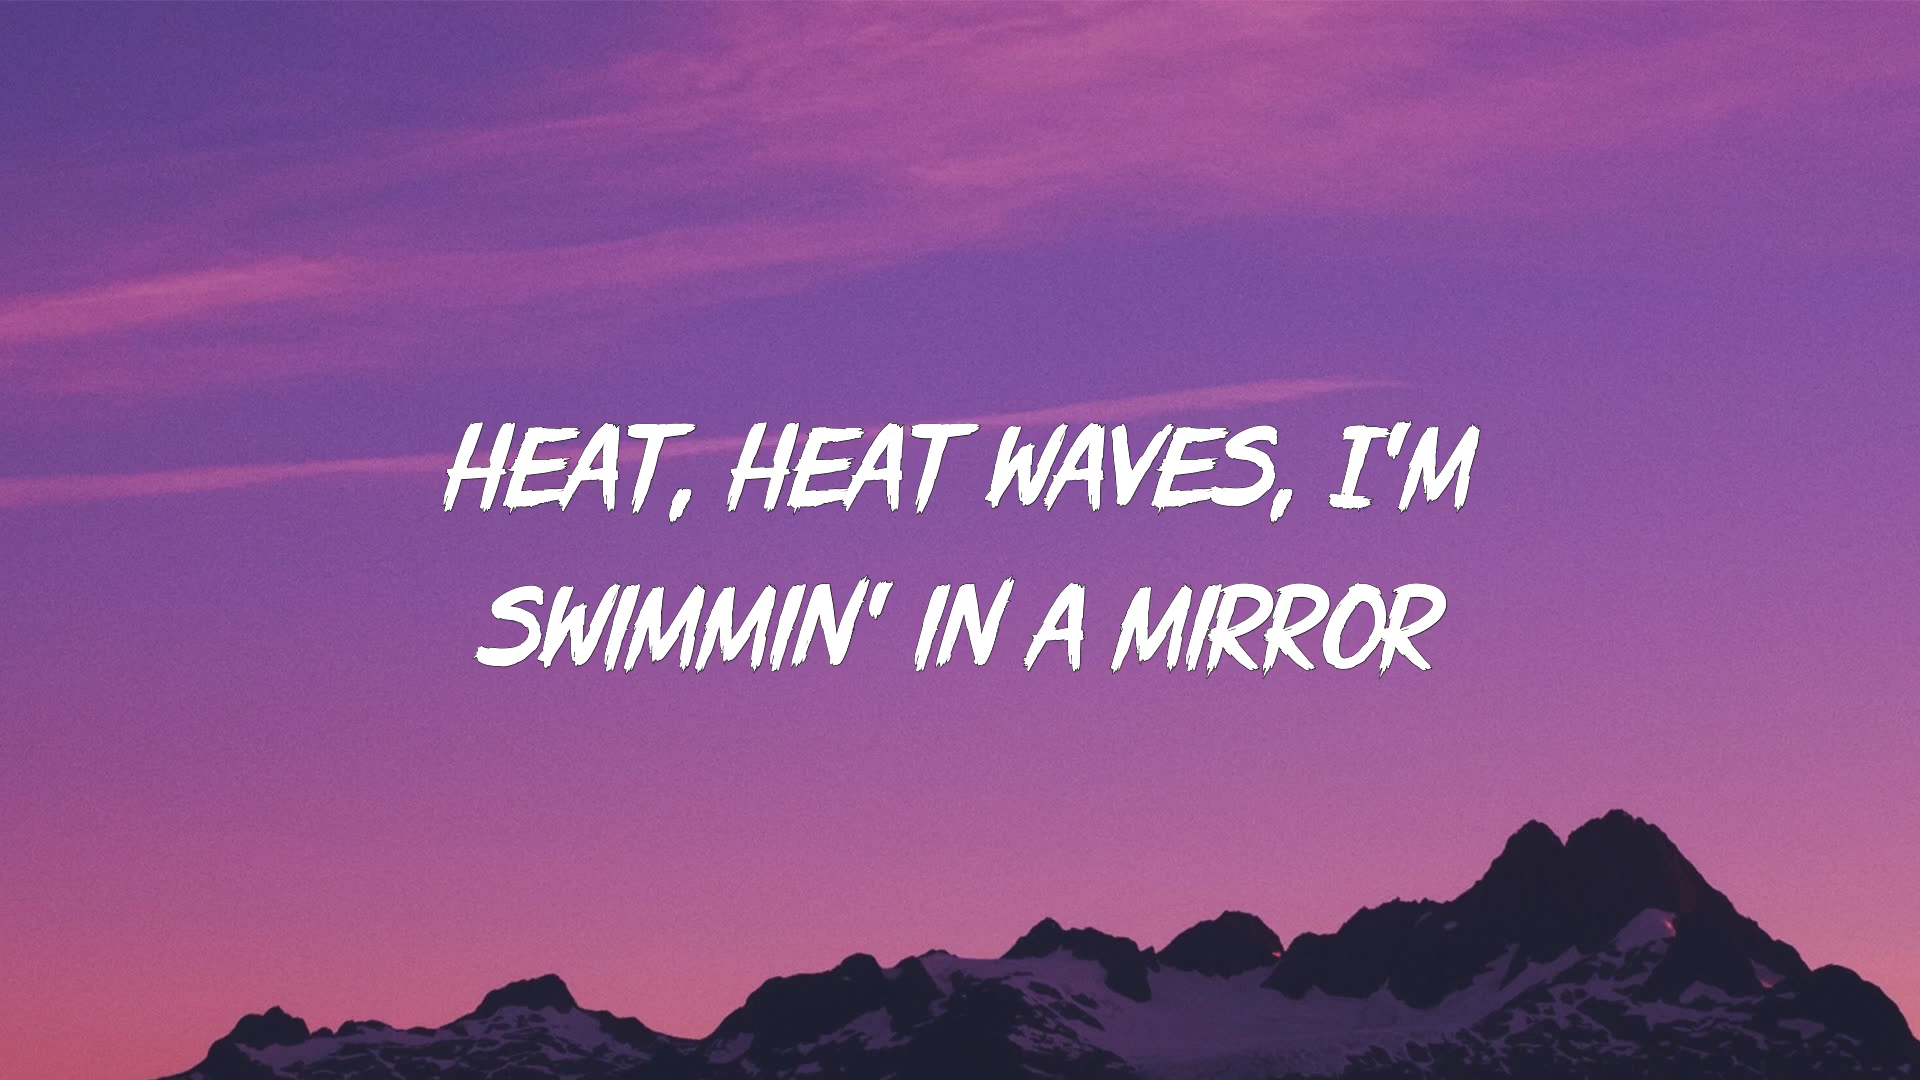 HEAT, HEAT WAVES, I'M
SWIMMIN' IN A MIRROR